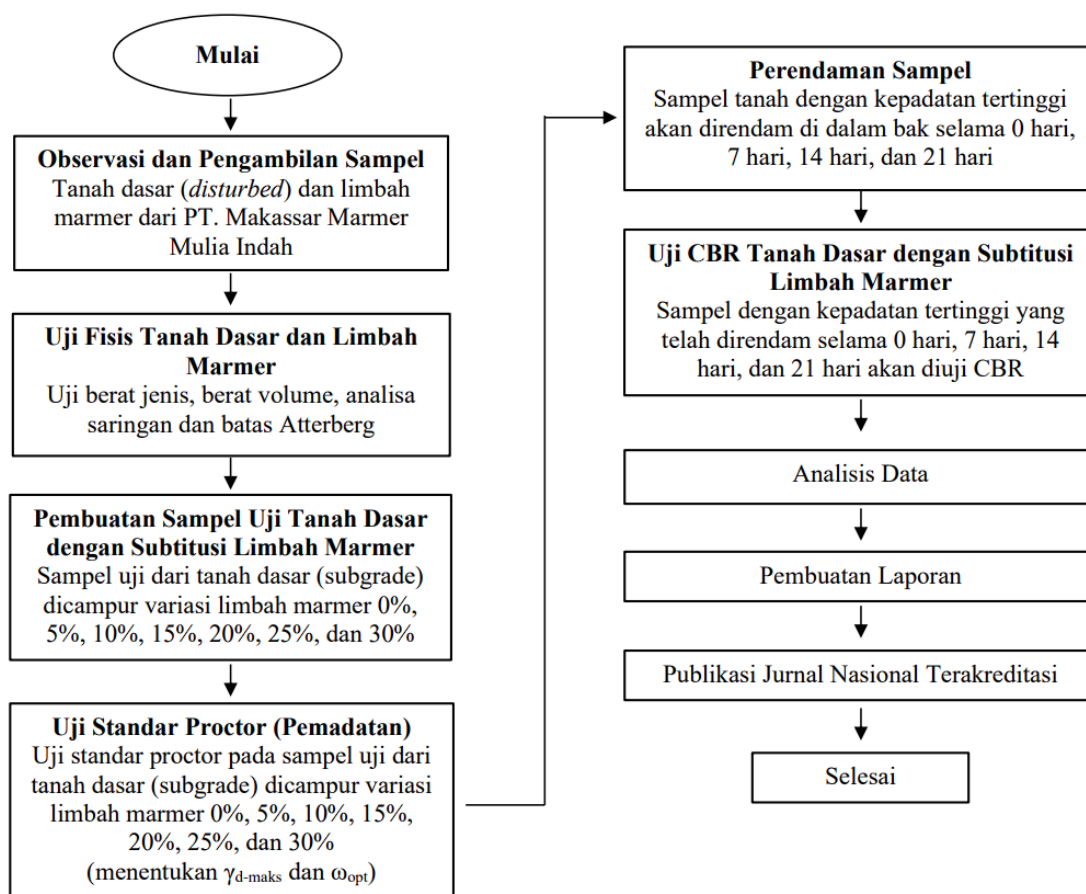 Mulai
Observasi dan Pengambilan Sampel
Tanah dasar (disturbed) dan limbah
marmer dari PT. Makassar Marmer
Mulia Indah
Uji Fisis Tanah Dasar dan Limbah
Marmer
Uji berat jenis, berat volume, analisa
saringan dan batas Atterberg
Pembuatan Sampel Uji Tanah Dasar
dengan Subtitusi Limbah Marmer
Sampel uji dari tanah dasar (subgrade)
dicampur variasi limbah marmer 0%,
5%, 10%, 15%, 20%, 25%, dan 30%
Uji Standar Proctor (Pemadatan)
Uji standar proctor pada sampel uji dari
tanah dasar (subgrade) dicampur variasi
limbah marmer 0%, 5%, 10%, 15%,
20%, 25%, dan 30%
(menentukan γd-maks dan ωopt)
Perendaman Sampel
Sampel tanah dengan kepadatan tertinggi
akan direndam di dalam bak selama 0 hari,
7 hari, 14 hari, dan 21 hari
Uji CBR Tanah Dasar dengan Subtitusi
Limbah Marmer
Sampel dengan kepadatan tertinggi yang
telah direndam selama 0 hari, 7 hari, 14
hari, dan 21 hari akan diuji CBR
Analisis Data
Pembuatan Laporan
Publikasi Jurnal Nasional Terakreditasi
Selesai